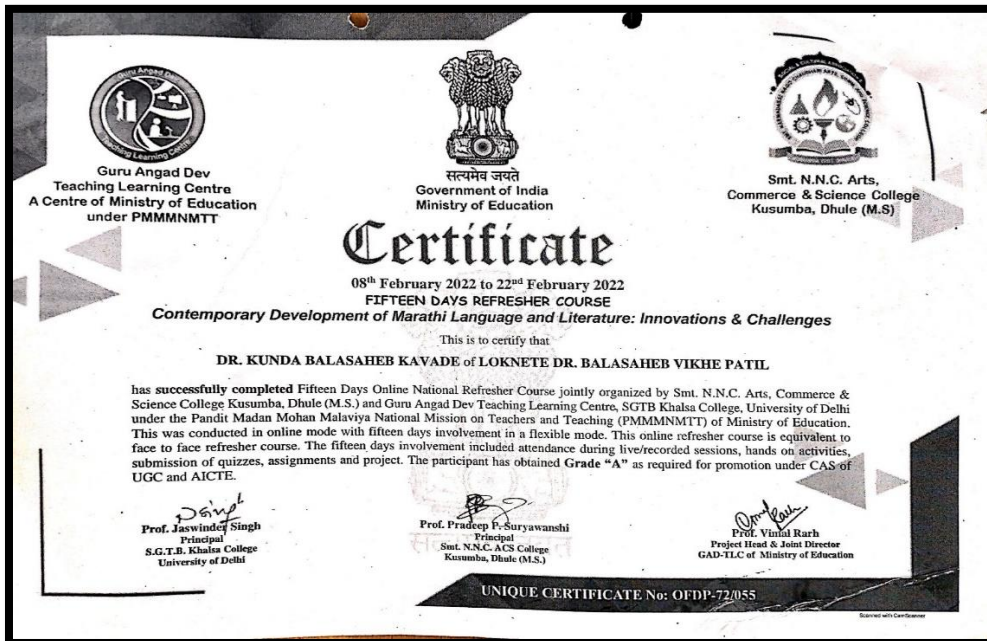 Guru Angad Dev
Teaching Learning Centre
Guru Angad Dev
Teaching Learning Centre
A Centre of Ministry of Education
under PMMMNMTT
सत्यमेव जयते
Government of India
Ministry of Education
Smt. N.N.C. Arts,
Commerce & Science College
Kusumba, Dhule (M.S)
Certificate
08th February 2022 to 22nd February 2022
FIFTEEN DAYS REFRESHER COURSE
Contemporary Development of Marathi Language and Literature: Innovations & Challenges
This is to certify that
DR. KUNDA BALASAHEB KAVADE of LOKNETE DR. BALASAHEB VIKHE PATIL
has successfully completed Fifteen Days Online National Refresher Course jointly organized by Smt. N.N.C. Arts, Commerce &
Science College Kusumba, Dhule (M.S.) and Guru Angad Dev Teaching Learning Centre, SGTB Khalsa College, University of Delhi
under the Pandit Madan Mohan Malaviya National Mission on Teachers and Teaching (PMMMNMTT) of Ministry of Education.
This was conducted in online mode with fifteen days involvement in a flexible mode. This online refresher course is equivalent to
face to face refresher course. The fifteen days involvement included attendance during live/recorded sessions, hands on activities,
submission of quizzes, assignments and project. The participant has obtained Grade “A” as required for promotion under CAS of
UGC and AICTE.
Prof. Jaswinder Singh
Principal
S.G.T.B. Khalsa College
University of Delhi
Prof. Pradeep P. Suryawanshi
Principal
Smt. N.N.C. ACS College
Kusumba, Dhule (M.S.)
Prof. Vimal Rarh
Project Head & Joint Director
GAD-TLC of Ministry of Education
UNIQUE CERTIFICATE No: OFDP-72/055
Scanned with CamScanner